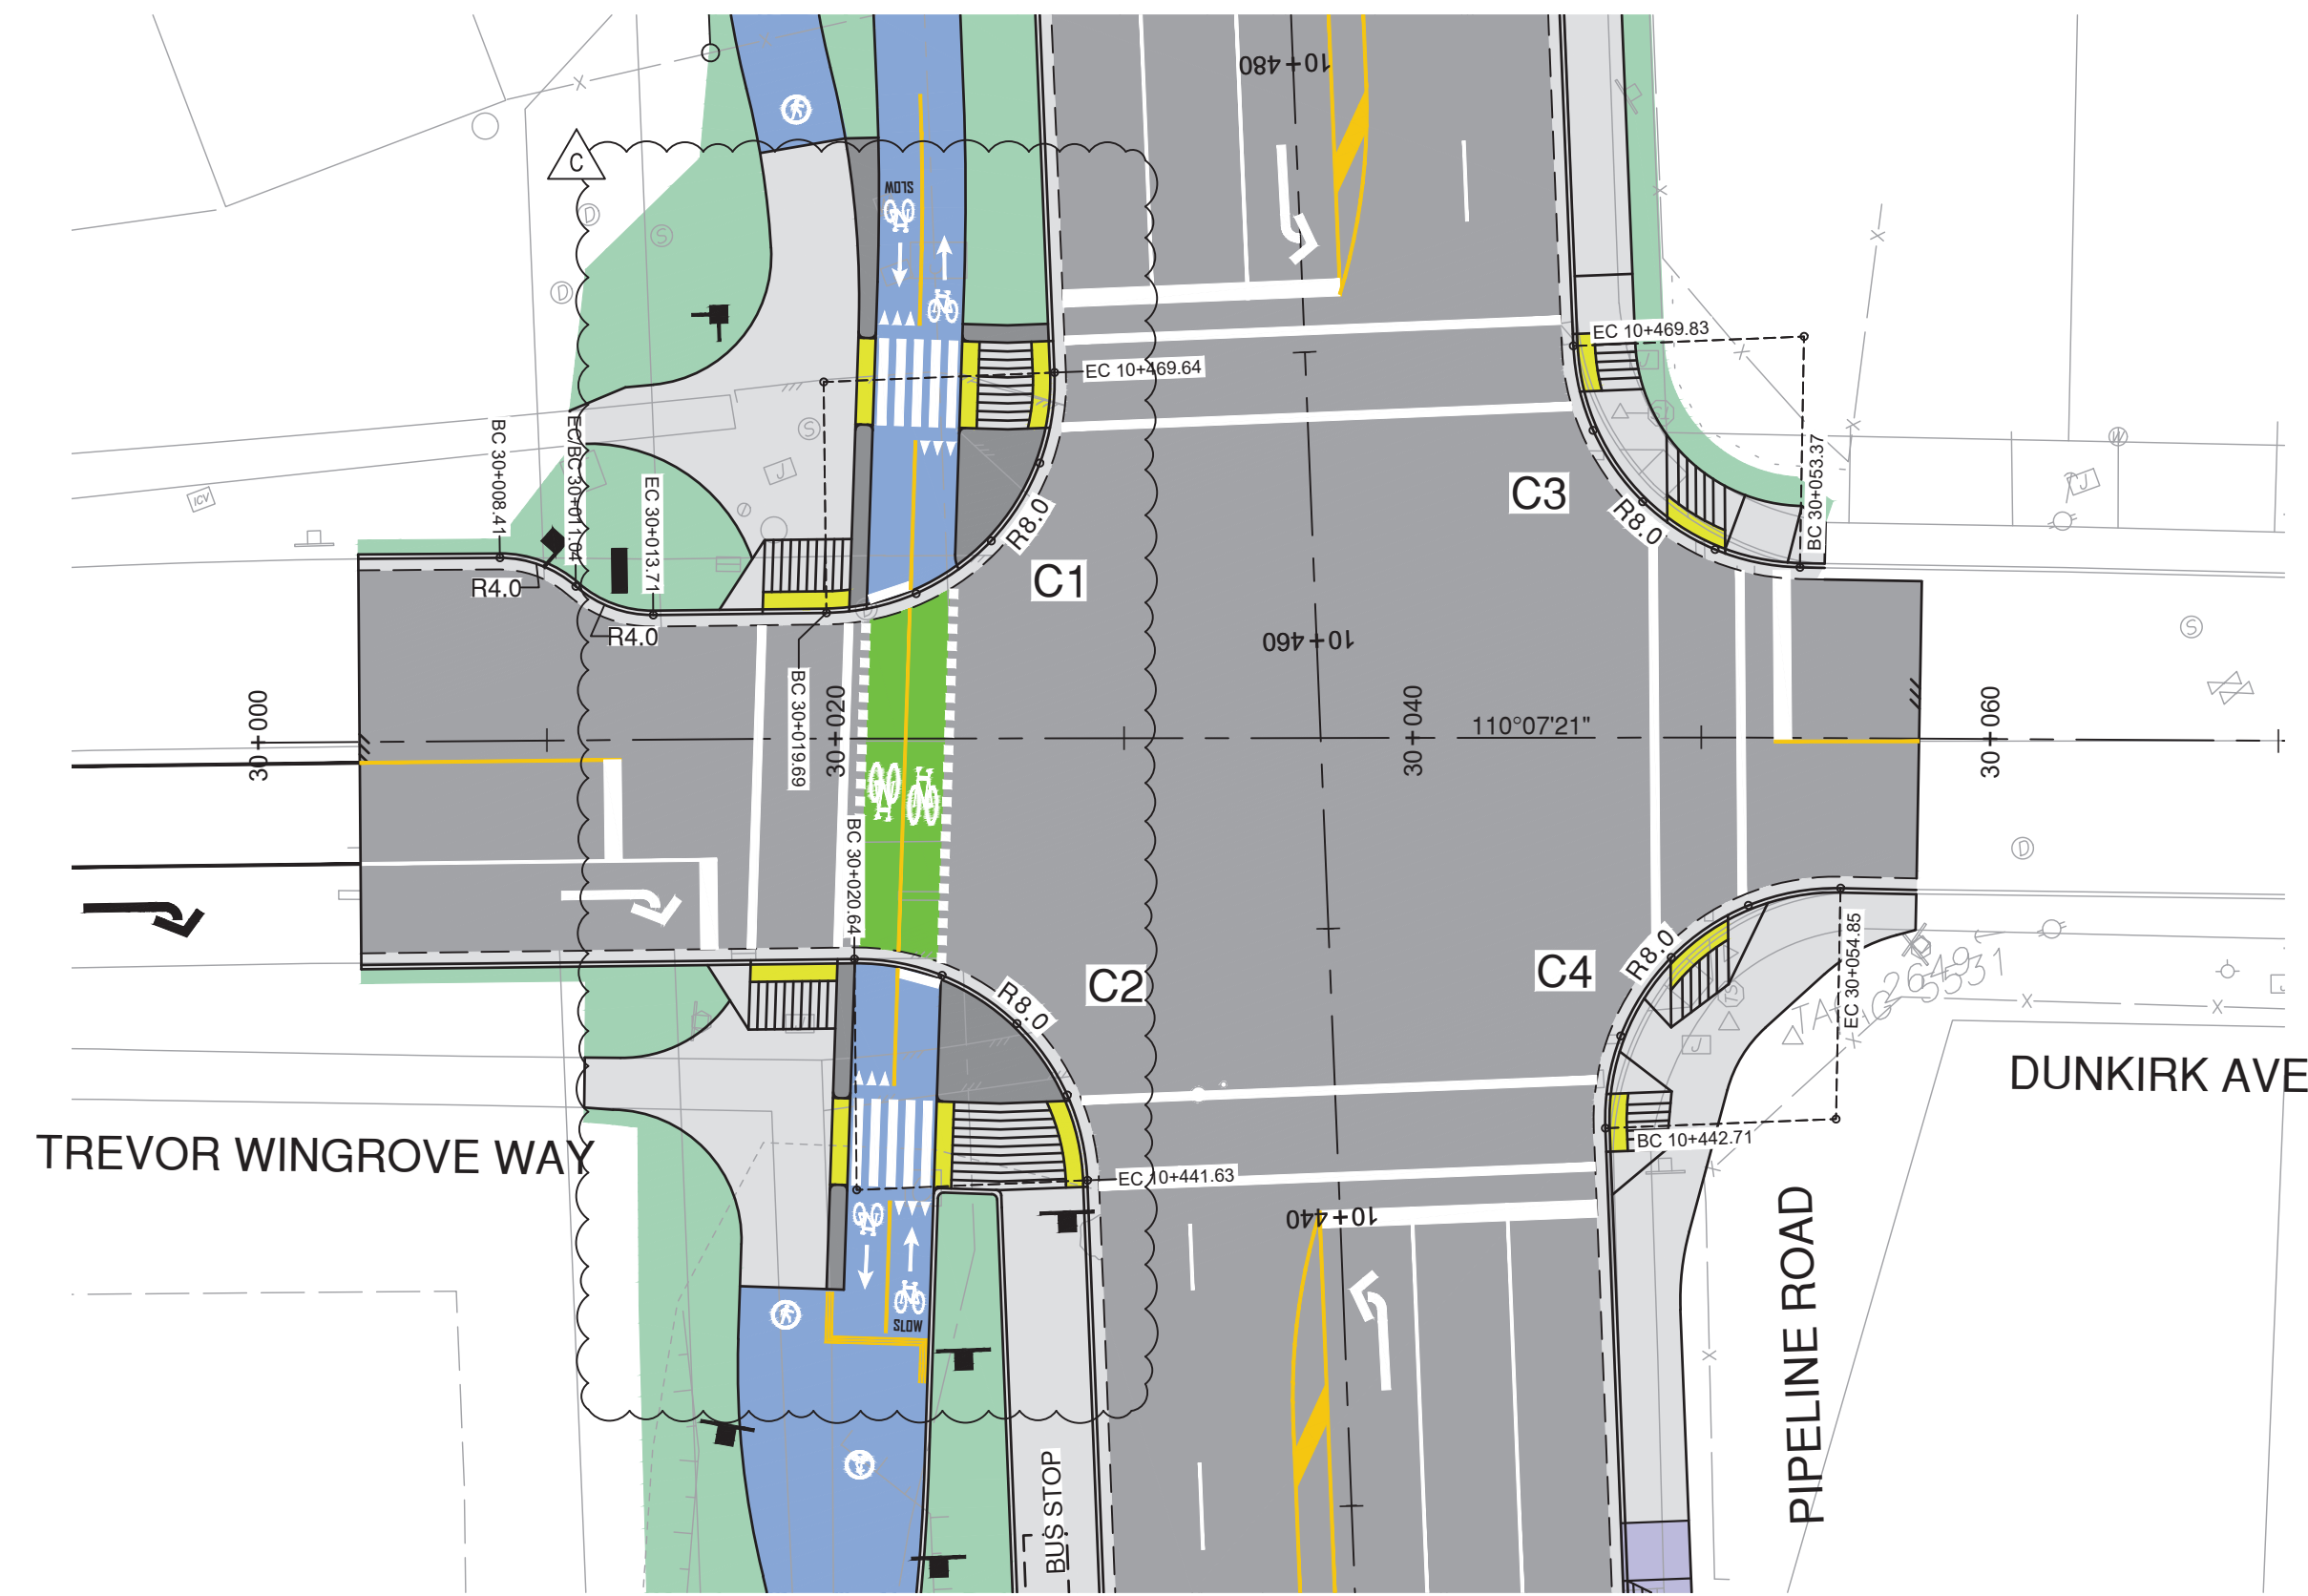 10+480
C
SLOW
D
S
D
EC 10+469.83
J
EC 10+469.64
S
J
ICV
BC 30+008.41
EC/BC 30+011.04
EC 30+013.71
R8.0
C1
C3
R8.0
BC 30+053.37
W
J
R4.0
R4.0
D
10+460
S
30+000
BC 30+019.69
30+020
30+040
110°07'21"
30+060
BC 30+020.64
D
R8.0
C2
C4
R8.0
TS
J
EC 30+054.85
2649
5531
DUNKIRK AVE
TREVOR WINGROVE WAY
BC 10+442.71
EC 10+441.63
10+440
SLOW
PIPELINE ROAD
BUS STOP